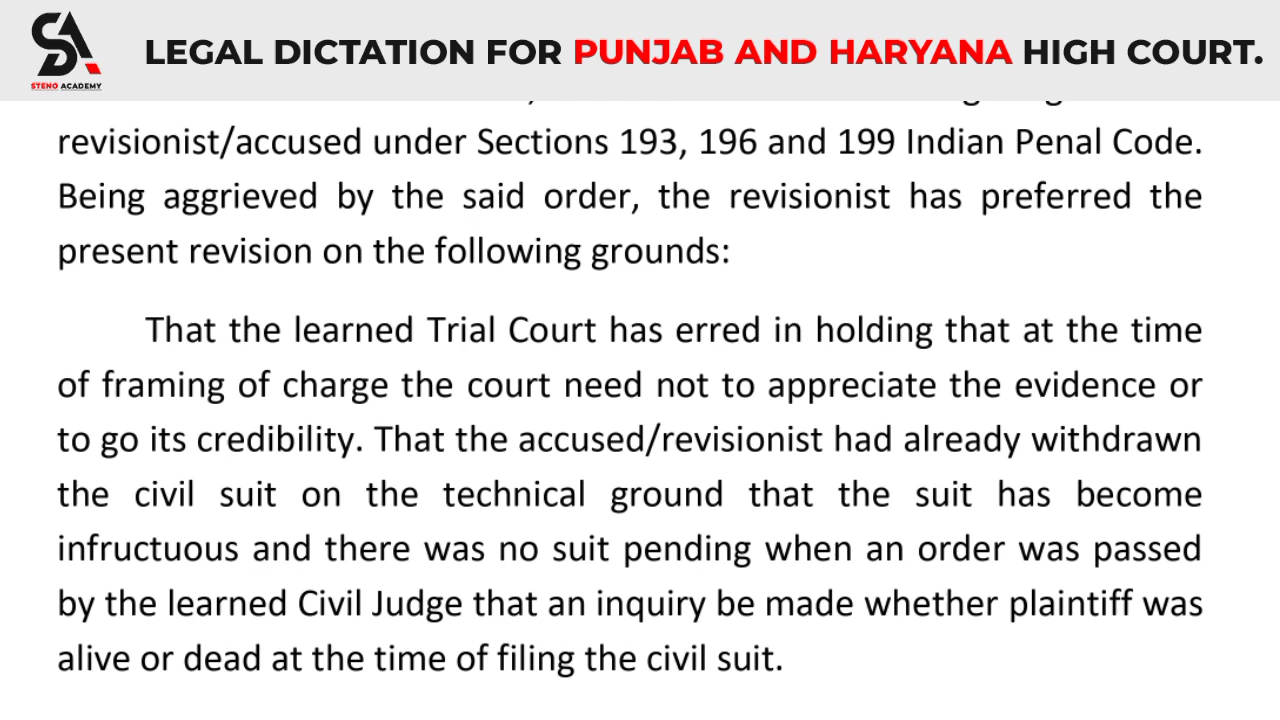 LEGAL DICTATION FOR PUNJAB AND HARYANA HIGH COURT.
STENO ACADEMY
revisionist/accused under Sections 193, 196 and 199 Indian Penal Code.
Being aggrieved by the said order, the revisionist has preferred the
present revision on the following grounds:
That the learned Trial Court has erred in holding that at the time
of framing of charge the court need not to appreciate the evidence or
to go its credibility. That the accused/revisionist had already withdrawn
the civil suit on the technical ground that the suit has become
infructuous and there was no suit pending when an order was passed
by the learned Civil Judge that an inquiry be made whether plaintiff was
alive or dead at the time of filing the civil suit.